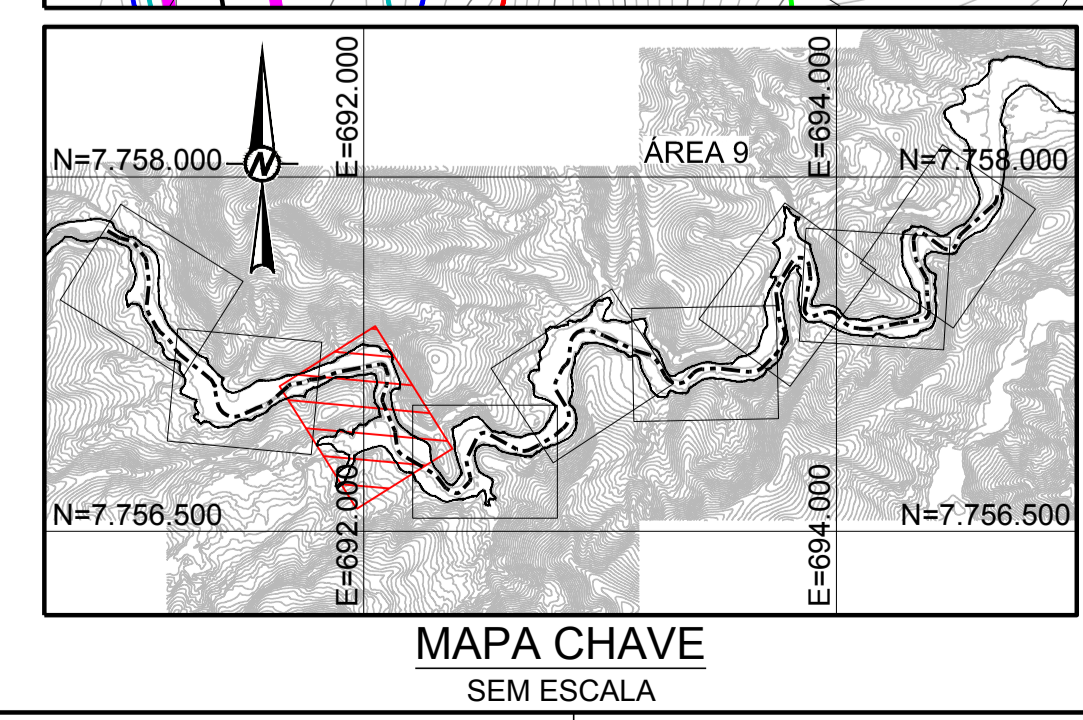 E=692.000
E=694.000
N=7.758.000
N
ÁREA 9
N=7.758.000
N=7.756.500
E=692.000
E=694.000
N=7.756.500
MAPA CHAVE
SEM ESCALA